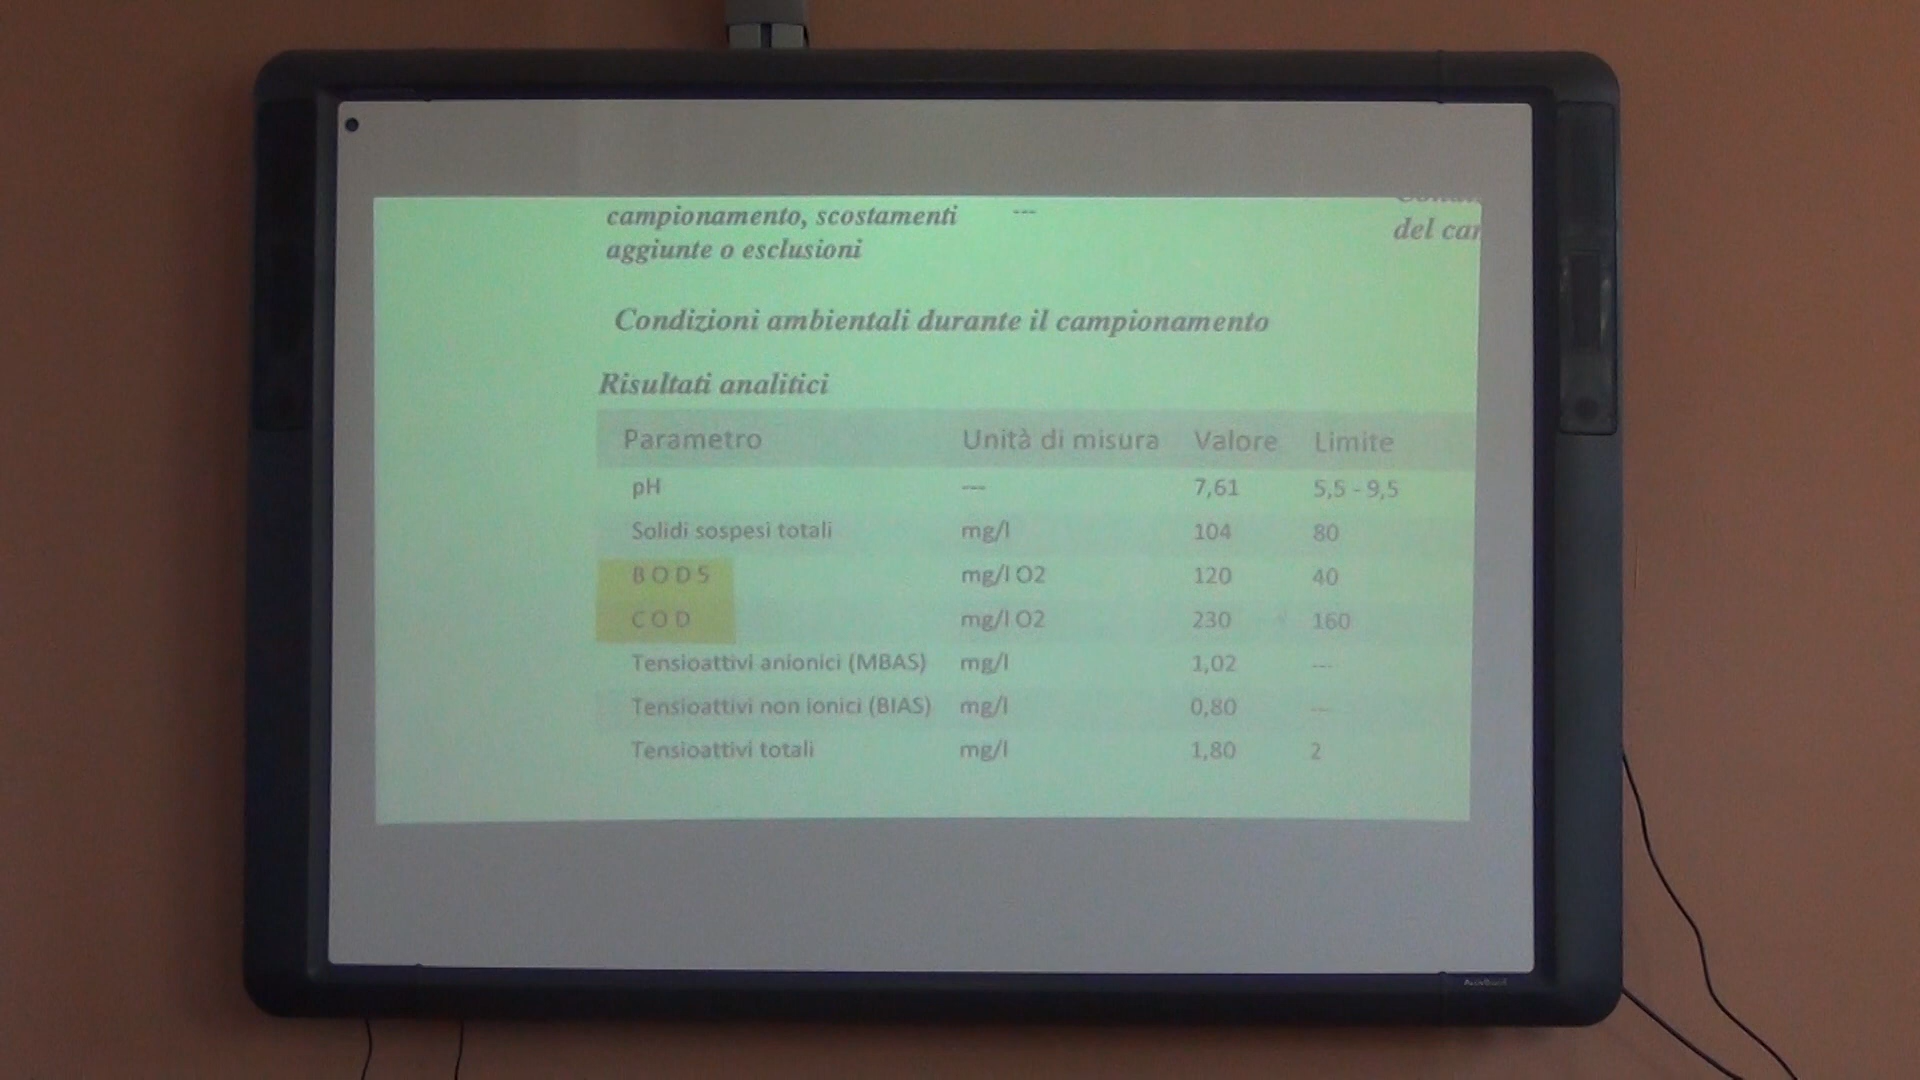 campionamento, scostamenti ---
aggiunte o esclusioni
del car
Condizioni ambientali durante il campionamento
Risultati analitici
Parametro Unità di misura Valore Limite
pH --- 7,61 5,5 - 9,5
Solidi sospesi totali mg/l 104 80
B O D 5 mg/l O2 120 40
C O D mg/l O2 230 160
Tensioattivi anionici (MBAS) mg/l 1,02 ---
Tensioattivi non ionici (BIAS) mg/l 0,80 ---
Tensioattivi totali mg/l 1,80 2